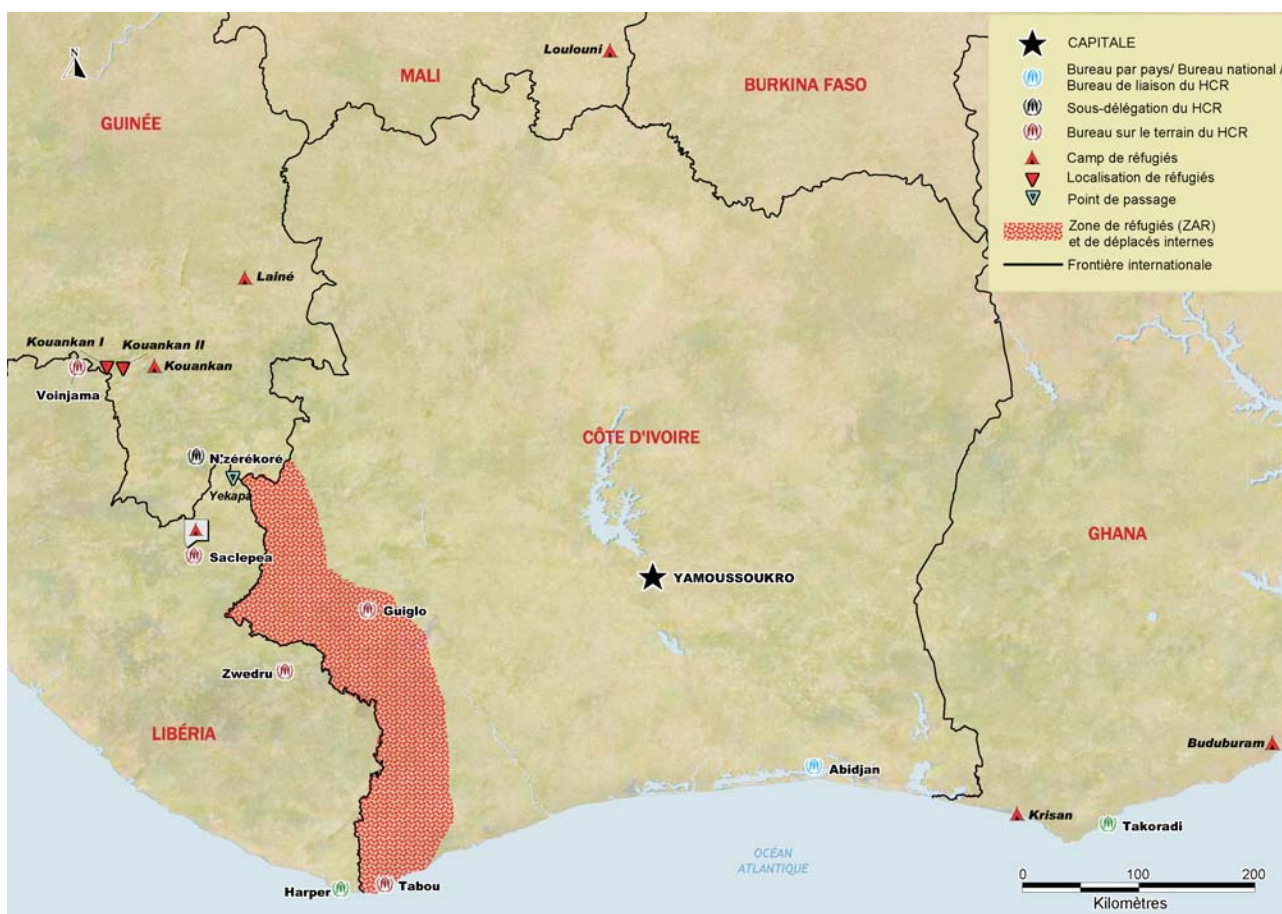 N
Loulouni
MALI
BURKINA FASO
GUINÉE
CAPITALE
Bureau par pays/ Bureau national /
Bureau de liaison du HCR
Sous-délégation du HCR
Bureau sur le terrain du HCR
Camp de réfugiés
Localisation de réfugiés
Point de passage
Zone de réfugiés (ZAR)
et de déplacés internes
Frontière internationale
Lainé
Kouankan I
Kouankan II
Kouankan
Voinjama
CÔTE D'IVOIRE
N'zérékoré
Yekapa
Saclepea
GHANA
YAMOUSSOUKRO
Guiglo
Zwedru
LIBÉRIA
Buduburam
Abidjan
Krisan
Takoradi
OCÉAN
ATLANTIQUE
Harper
Tabou
0 100 200
Kilomètres